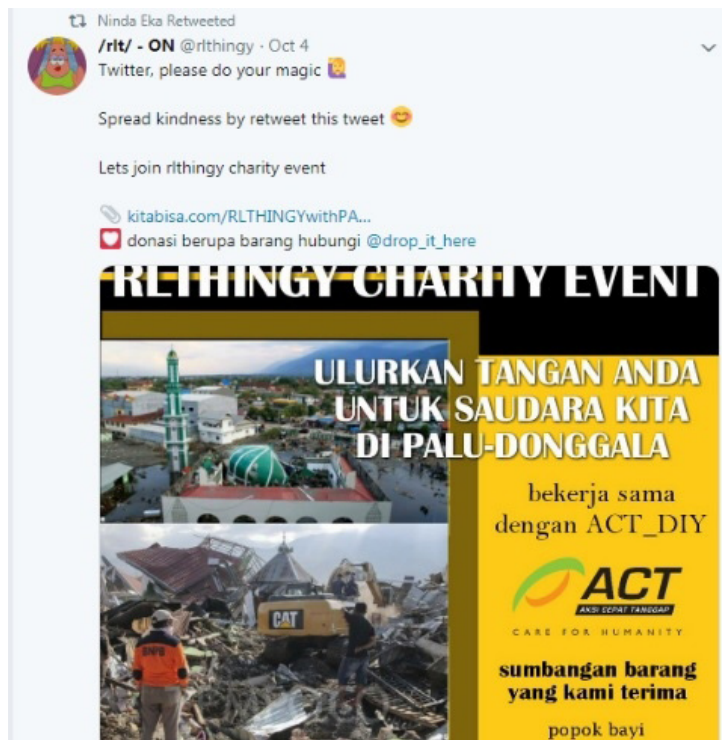 Ninda Eka Retweeted
/rlt/ - ON @rlthingy · Oct 4
Twitter, please do your magic
Spread kindness by retweet this tweet
Lets join rlthingy charity event
kitabisa.com/RLTHINGYwithPA...
donasi berupa barang hubungi @drop_it_here
RLTHINGY CHARITY EVENT
ULURKAN TANGAN ANDA
UNTUK SAUDARA KITA
DI PALU-DONGGALA
bekerja sama
dengan ACT_DIY
ACT
AKSI CEPAT TANGGAP
CARE FOR HUMANITY
CAT
BNPB
sumbangan barang
yang kami terima
popok bayi